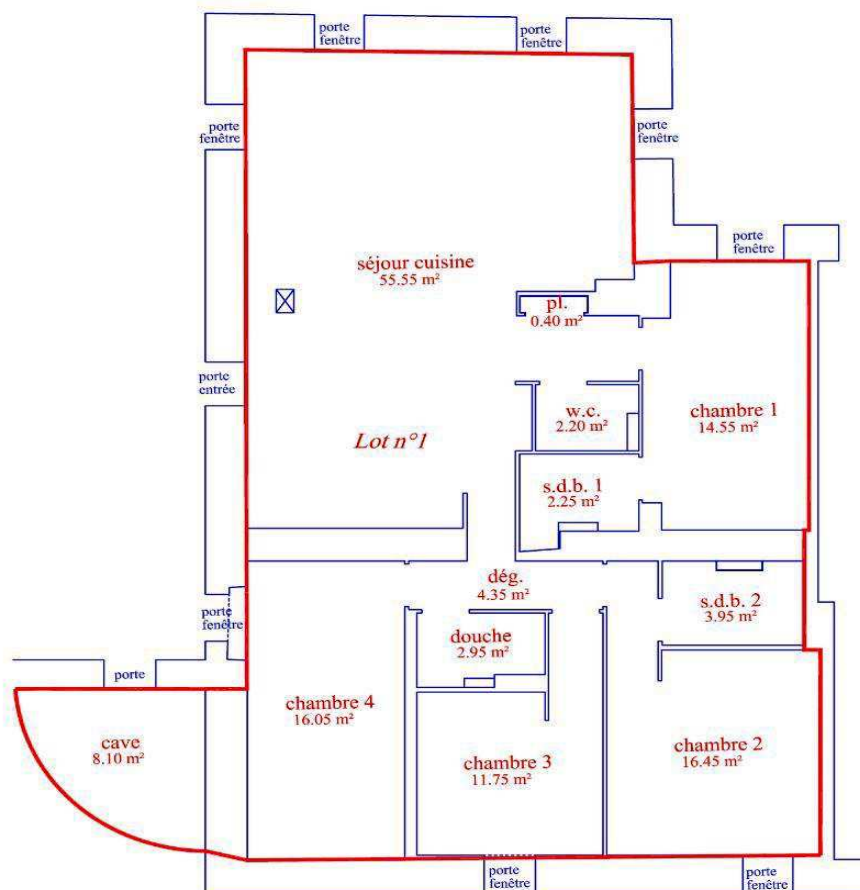 porte
fenêtre
porte
fenêtre
porte
fenêtre
porte
fenêtre
porte
fenêtre
séjour cuisine
55.55 m²
pl.
0.40 m²
porte
entrée
w.c.
2.20 m²
chambre 1
14.55 m²
Lot n°1
s.d.b. 1
2.25 m²
dég.
4.35 m²
s.d.b. 2
3.95 m²
porte
fenêtre
douche
2.95 m²
porte
chambre 4
16.05 m²
cave
8.10 m²
chambre 3
11.75 m²
chambre 2
16.45 m²
porte
fenêtre
porte
fenêtre